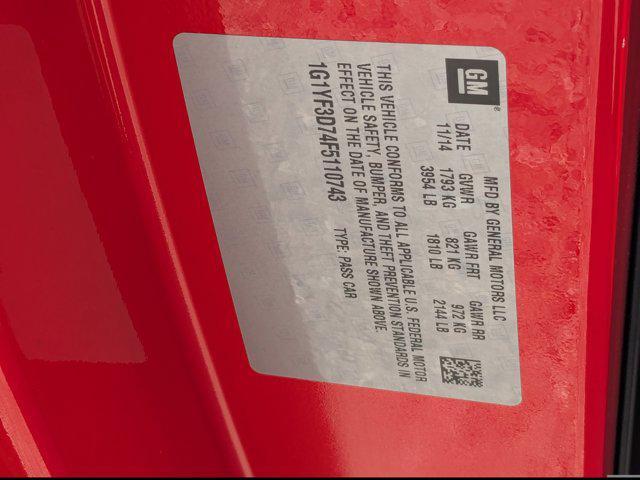 GM ®
MFD BY GENERAL MOTORS LLC
DATE GVWR GAWR FRT GAWR RR
11/14 1793 KG 821 KG 972 KG
3954 LB 1810 LB 2144 LB
THIS VEHICLE CONFORMS TO ALL APPLICABLE U.S. FEDERAL MOTOR
VEHICLE SAFETY, BUMPER, AND THEFT PREVENTION STANDARDS IN
EFFECT ON THE DATE OF MANUFACTURE SHOWN ABOVE.
1G1YF3D74F5110743 TYPE: PASS CAR